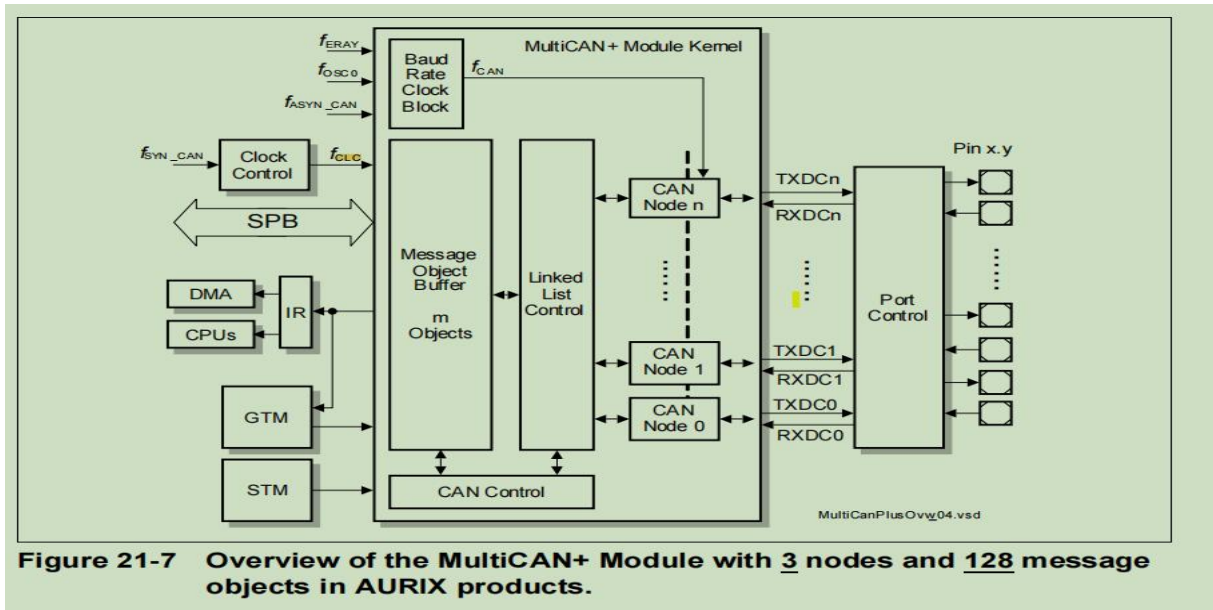 MultiCAN+ Module Kernel
fERAY
fOSC0
fASYN_CAN
Baud
Rate
Clock
Block
fCAN
fSYN_CAN
Clock
Control
fCLC
SPB
DMA
CPUs
IR
GTM
STM
Message
Object
Buffer
m
Objects
Linked
List
Control
CAN Control
CAN
Node n
CAN
Node 1
CAN
Node 0
TXDCn
RXDCn
TXDC1
RXDC1
TXDC0
RXDC0
Port
Control
Pin x.y
MultiCanPlusOvw_04.vsd
Figure 21-7 Overview of the MultiCAN+ Module with 3 nodes and 128 message
objects in AURIX products.